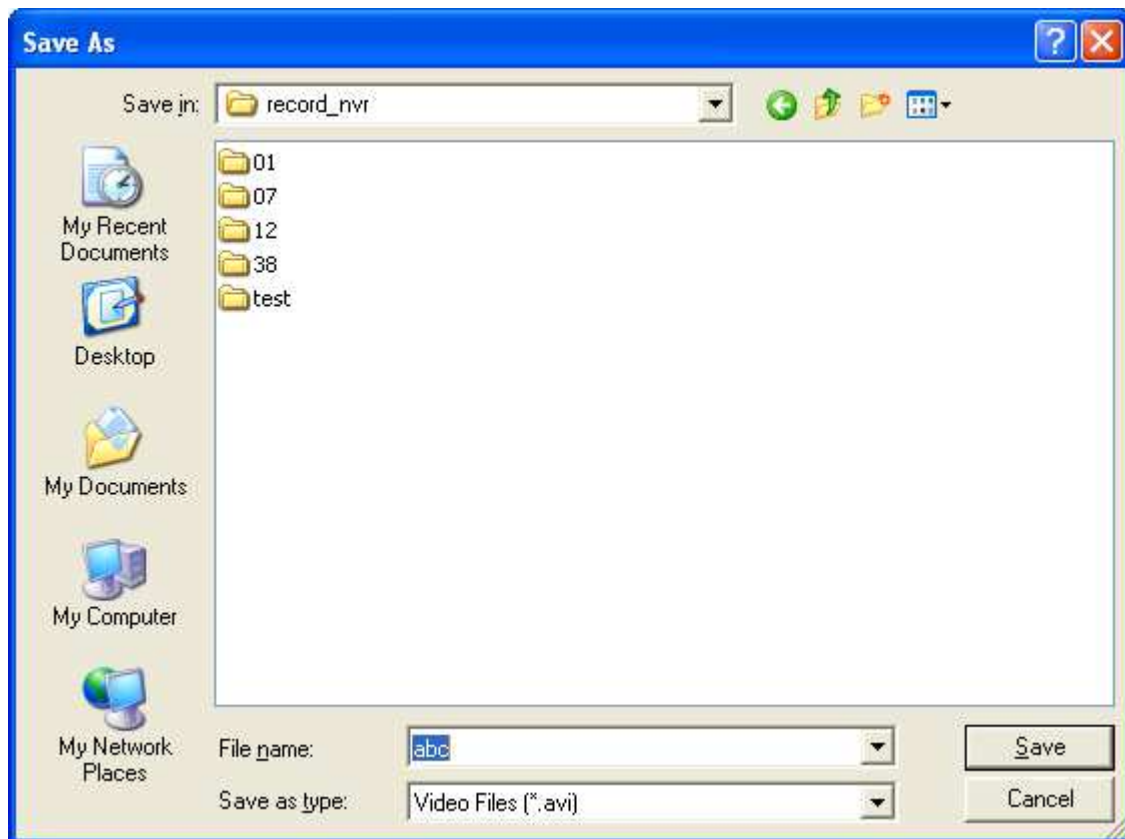 Save As
Save in:
record_nvr
01
07
12
38
test
My Recent
Documents
Desktop
My Documents
My Computer
My Network
Places
File name:
abc
Save
Save as type:
Video Files (*.avi)
Cancel